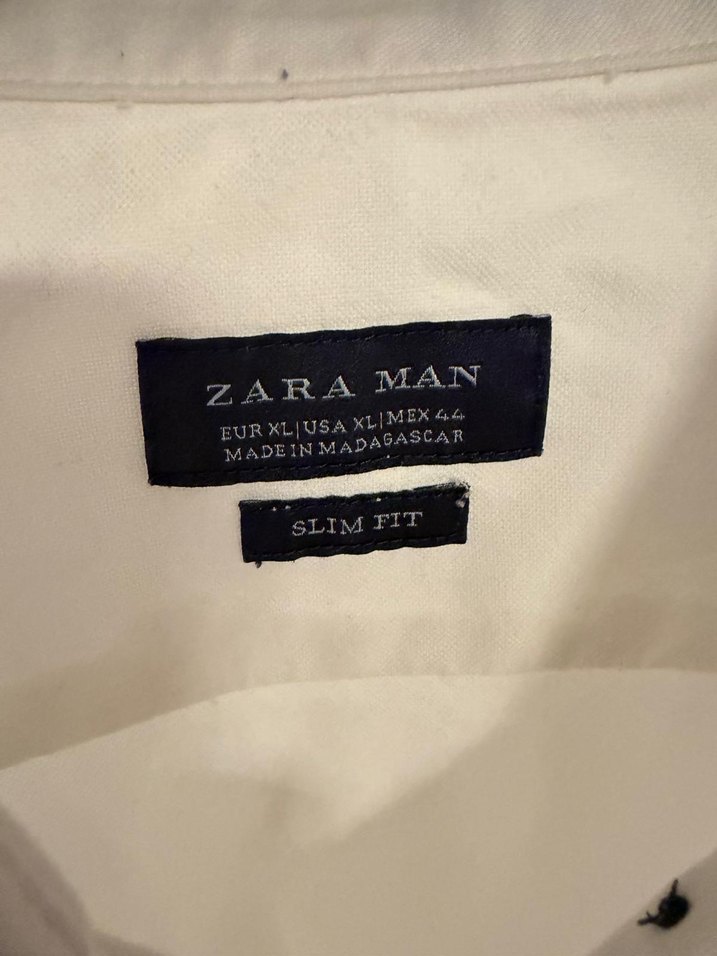 ZARA MAN
EUR XL|USA XL|MEX 44
MADE IN MADAGASCAR
SLIM FIT